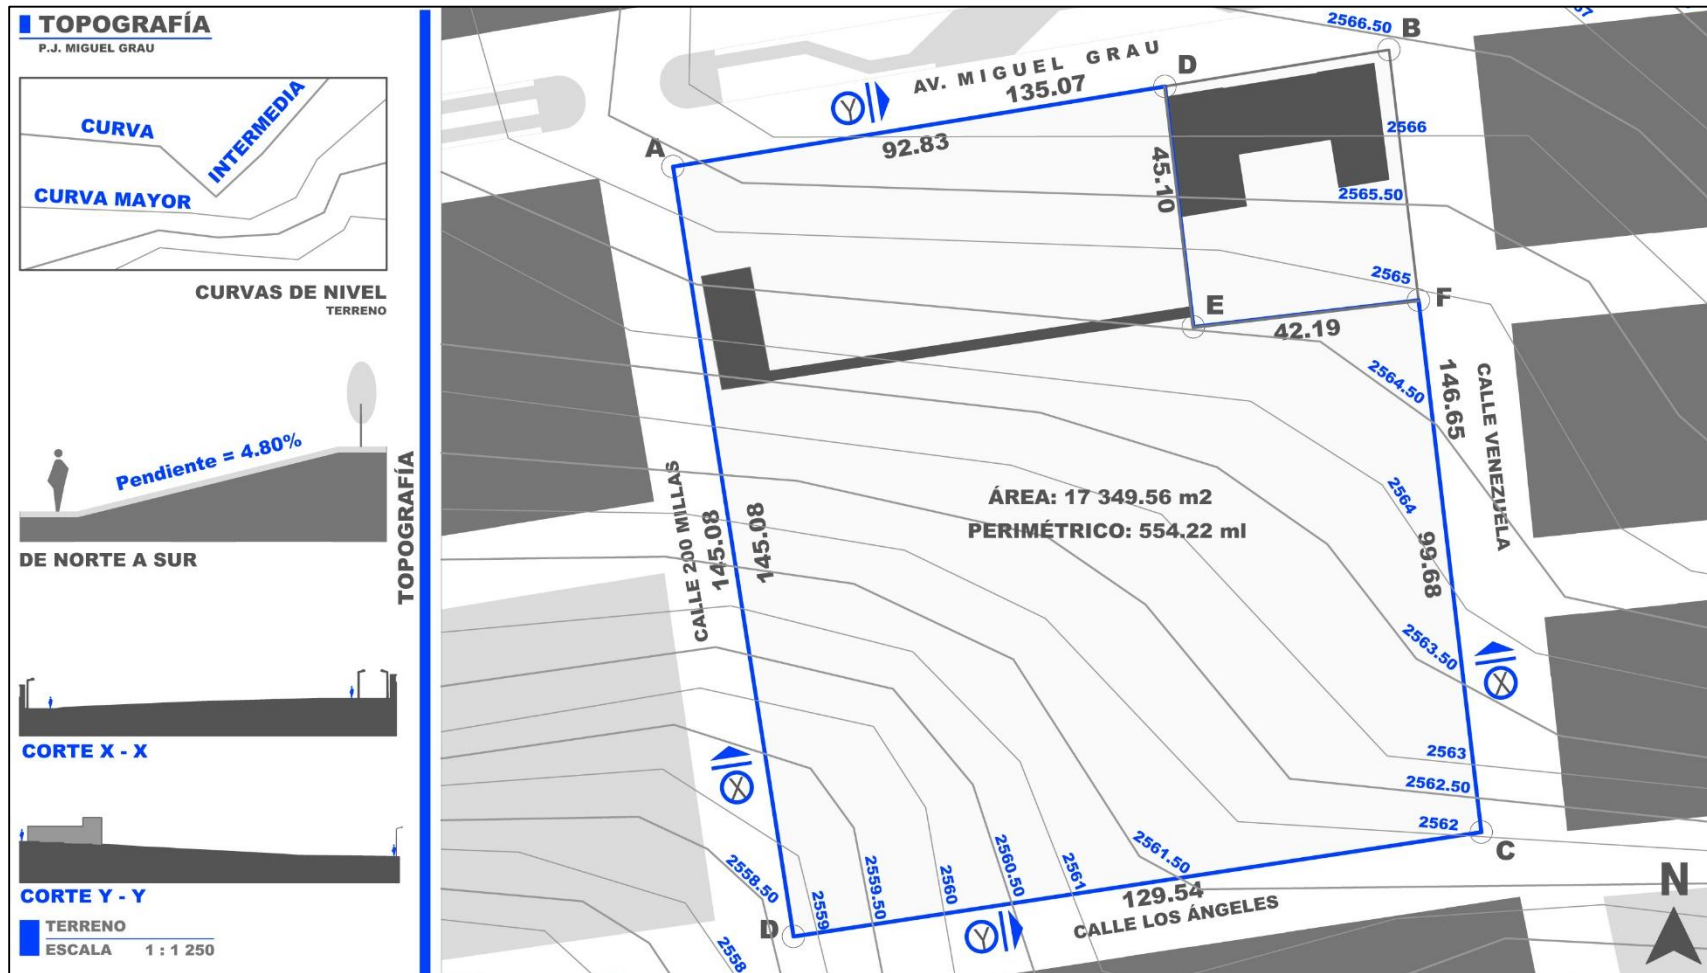 TOPOGRAFÍA
P.J. MIGUEL GRAU
CURVA
INTERMEDIA
CURVA MAYOR
CURVAS DE NIVEL
TERRENO
Pendiente = 4.80%
DE NORTE A SUR
TOPOGRAFÍA
CORTE X - X
CORTE Y - Y
TERRENO
ESCALA 1 : 1 250
2566.50
B
AV. MIGUEL GRAU
135.07
D
Y
92.83
A
2566
45.10
2565.50
2565
F
E
42.19
2564.50
146.65
CALLE VENEZUELA
ÁREA: 17 349.56 m2
PERIMÉTRICO: 554.22 ml
2564
99.68
CALLE 200 MILLAS
145.08
145.08
2563.50
X
2563
X
2562.50
2562
C
2561.50
2561
2560.50
2560
2559.50
2559
2558.50
2558
129.54
CALLE LOS ÁNGELES
D
Y
N